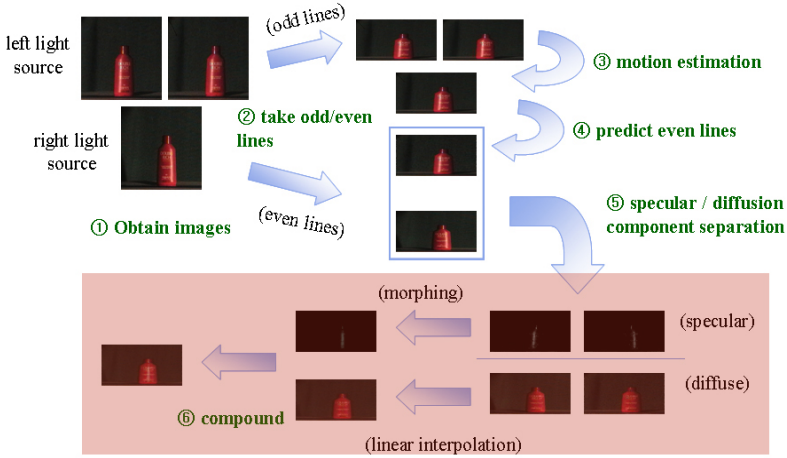 left light
source
(odd lines)
③ motion estimation
② take odd/even
lines
④ predict even lines
right light
source
① Obtain images
(even lines)
⑤ specular / diffusion
component separation
(morphing)
(specular)
(diffuse)
⑥ compound
(linear interpolation)